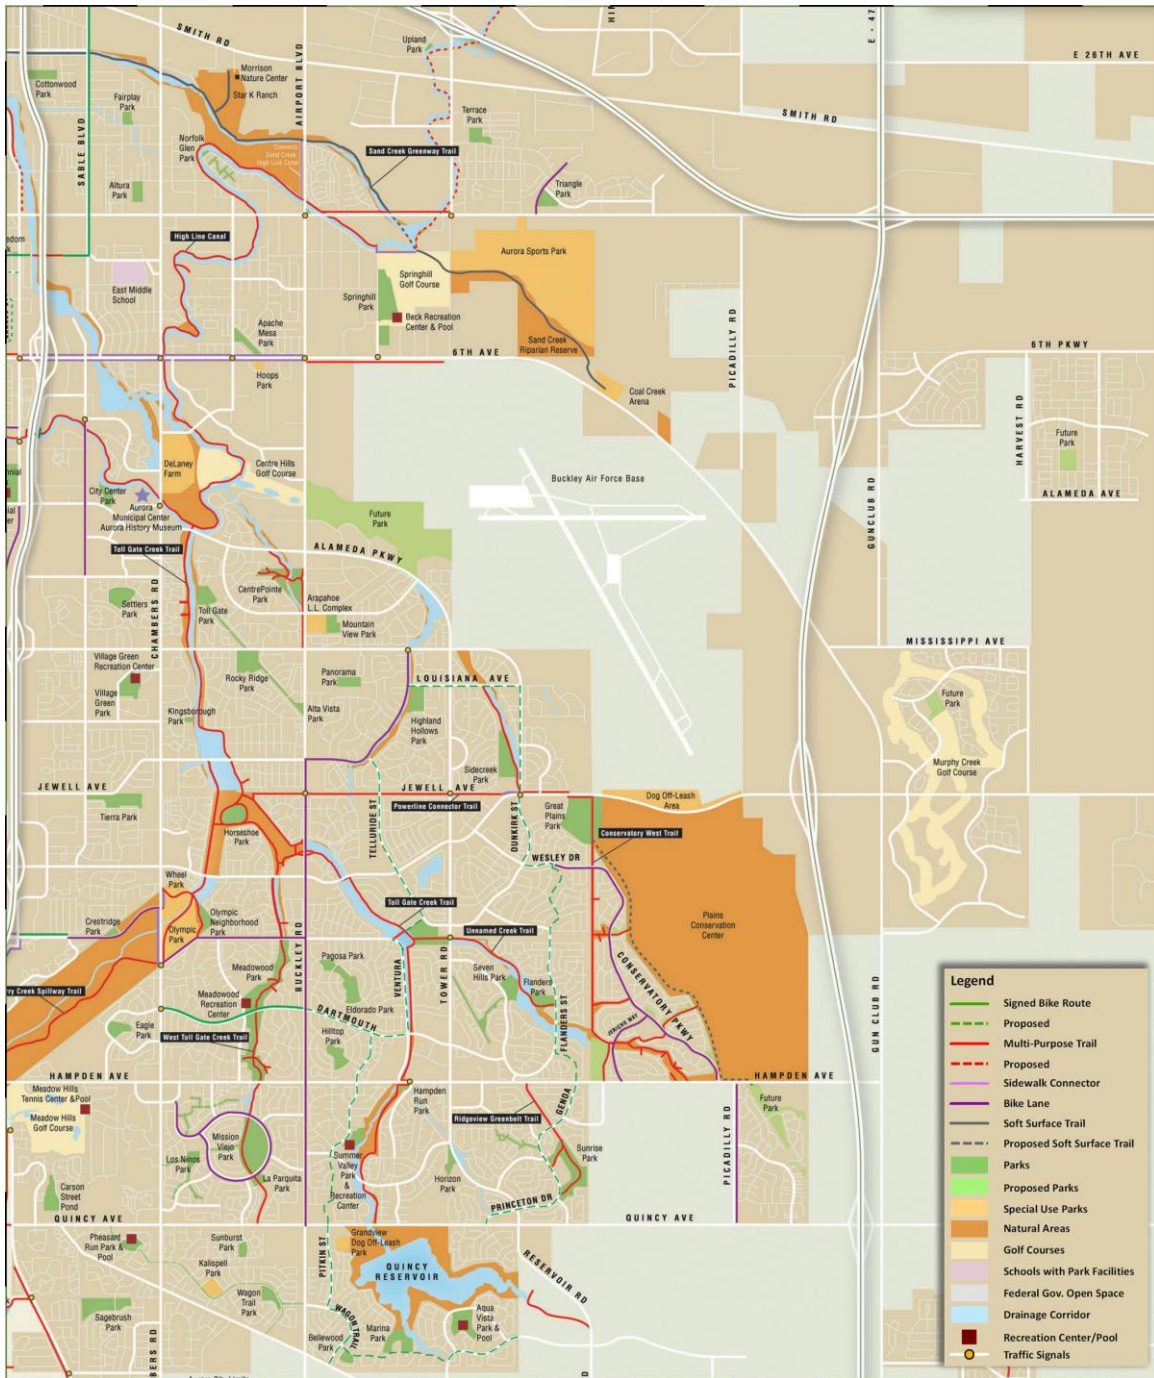 SMITH RD
AIRPORT BLVD
Upland
Park
E - 47
E 26TH AVE
Morrison
Nature Center
Star K Ranch
Cottonwood
Park
Fairplay
Park
SABLE BLVD
Terrace
Park
SMITH RD
Norfolk
Glen
Park
Connects
Sand Creek
High Line Canal
Sand Creek Greenway Trail
Altura
Park
Triangle
Park
High Line Canal
Aurora Sports Park
East Middle
School
Springhill
Golf Course
Springhill
Park
Beck Recreation
Center & Pool
Apache
Mesa
Park
PICADILLY RD
Sand Creek
Riparian Reserve
6TH AVE
6TH PKWY
Hoops
Park
Coal Creek
Arena
HARVEST RD
Future
Park
DeLaney
Farm
Centre Hills
Golf Course
Buckley Air Force Base
City Center
Park
Aurora
Municipal Center
Aurora History Museum
ALAMEDA AVE
Future
Park
GUNCLUB RD
Toll Gate Creek Trail
ALAMEDA PKWY
CHAMBERS RD
CentrePointe
Park
Arapahoe
L.L. Complex
Settlers
Park
Toll Gate
Park
Mountain
View Park
MISSISSIPPI AVE
Village Green
Recreation Center
Rocky Ridge
Park
Panorama
Park
LOUISIANA AVE
Village
Green
Park
Kingsborough
Park
Alta Vista
Park
Highland
Hollows
Park
Future
Park
Murphy Creek
Golf Course
Sidecreek
Park
JEWELL AVE
JEWELL AVE
Dog Off-Leash
Area
Powerline Connector Trail
Tierra Park
Great
Plains
Park
TELLURIDE ST
DUNKIRK ST
Horseshoe
Park
Conservatory West Trail
WESLEY DR
Wheel
Park
Toll Gate Creek Trail
Crestridge
Park
Olympic
Neighborhood
Park
Olympic
Park
Plains
Conservation
Center
Unnamed Creek Trail
BUCKLEY RD
Pagosa Park
VENTURA
TOWER RD
Meadowood
Park
Seven
Hills Park
Flanders
Park
CONSERVATORY PKWY
GUN CLUB RD
Meadowood
Recreation
Center
Eldorado Park
DARTMOUTH
FLANDERS ST
JERICHO WAY
Eagle
Park
West Toll Gate Creek Trail
Hilltop
Park
HAMPDEN AVE
HAMPDEN AVE
Meadow Hills
Tennis Center &Pool
Meadow Hills
Golf Course
Hampden
Run
Park
GENOA
Ridgeview Greenbelt Trail
Future
Park
PICADILLY RD
Mission
Viejo
Park
Los Ninos
Park
La Parquita
Park
Summer
Valley
Park
&
Recreation
Canter
Sunrise
Park
Horizon
Park
Carson
Street
Pond
PRINCETON DR
QUINCY AVE
QUINCY AVE
Pheasant
Run Park &
Pool
Sunburst
Park
Grandview
Dog Off-Leash
Park
PITKIN ST
QUINCY
RESERVOIR
RESERVOIR RD
Kalispell
Park
Wagon
Trail
Park
WAGON TRAIL
Sagebrush
Park
Bellewood
Park
Marina
Park
Aqua
Vista
Park &
Pool
Legend
Signed Bike Route
Proposed
Multi-Purpose Trail
Proposed
Sidewalk Connector
Bike Lane
Soft Surface Trail
Proposed Soft Surface Trail
Parks
Proposed Parks
Special Use Parks
Natural Areas
Golf Courses
Schools with Park Facilities
Federal Gov. Open Space
Drainage Corridor
Recreation Center/Pool
Traffic Signals